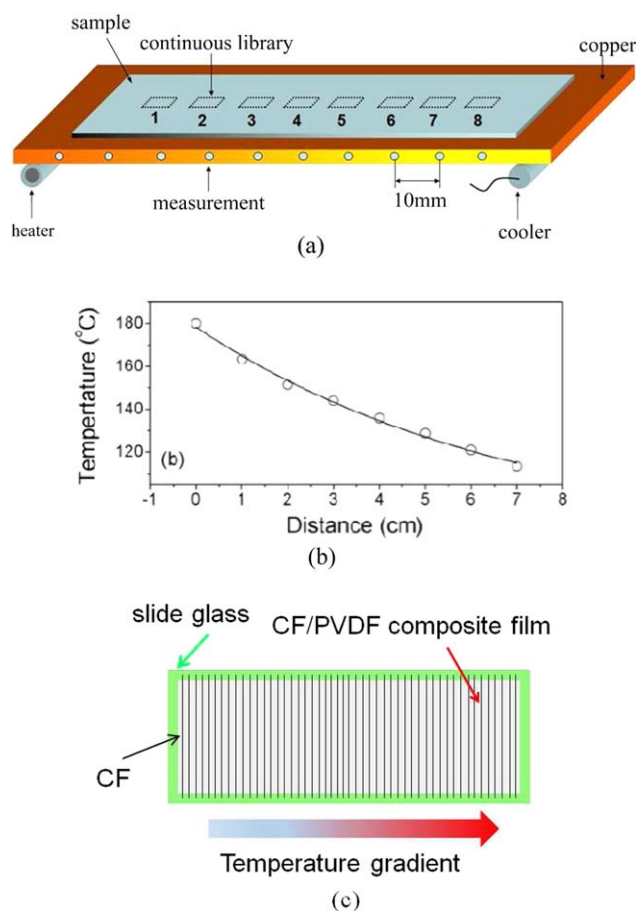 sample
continuous library
copper
1 2 3 4 5 6 7 8
measurement
10mm
heater
cooler
(a)
Tempertature (°C)
180
160
140
120
(b)
-1 0 1 2 3 4 5 6 7 8
Distance (cm)
(b)
slide glass
CF/PVDF composite film
CF
Temperature gradient
(c)